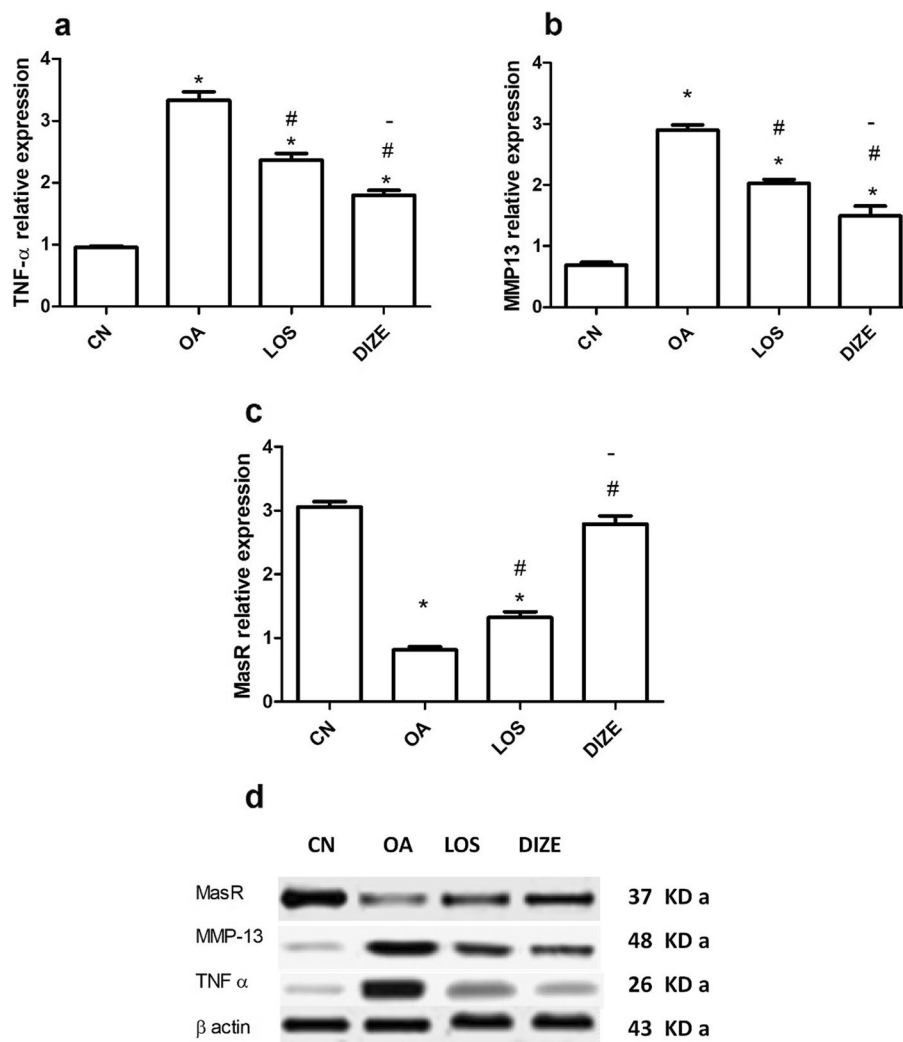 a
TNF-α relative expression
4
3
2
1
0
*
#
*
-
#
*
CN OA LOS DIZE
b
MMP13 relative expression
4
3
2
1
0
*
#
*
-
#
*
CN OA LOS DIZE
c
MasR relative expression
4
3
2
1
0
*
#
*
-
#
CN OA LOS DIZE
d
CN OA LOS DIZE
MasR 37 KD a
MMP-13 48 KD a
TNF α 26 KD a
β actin 43 KD a